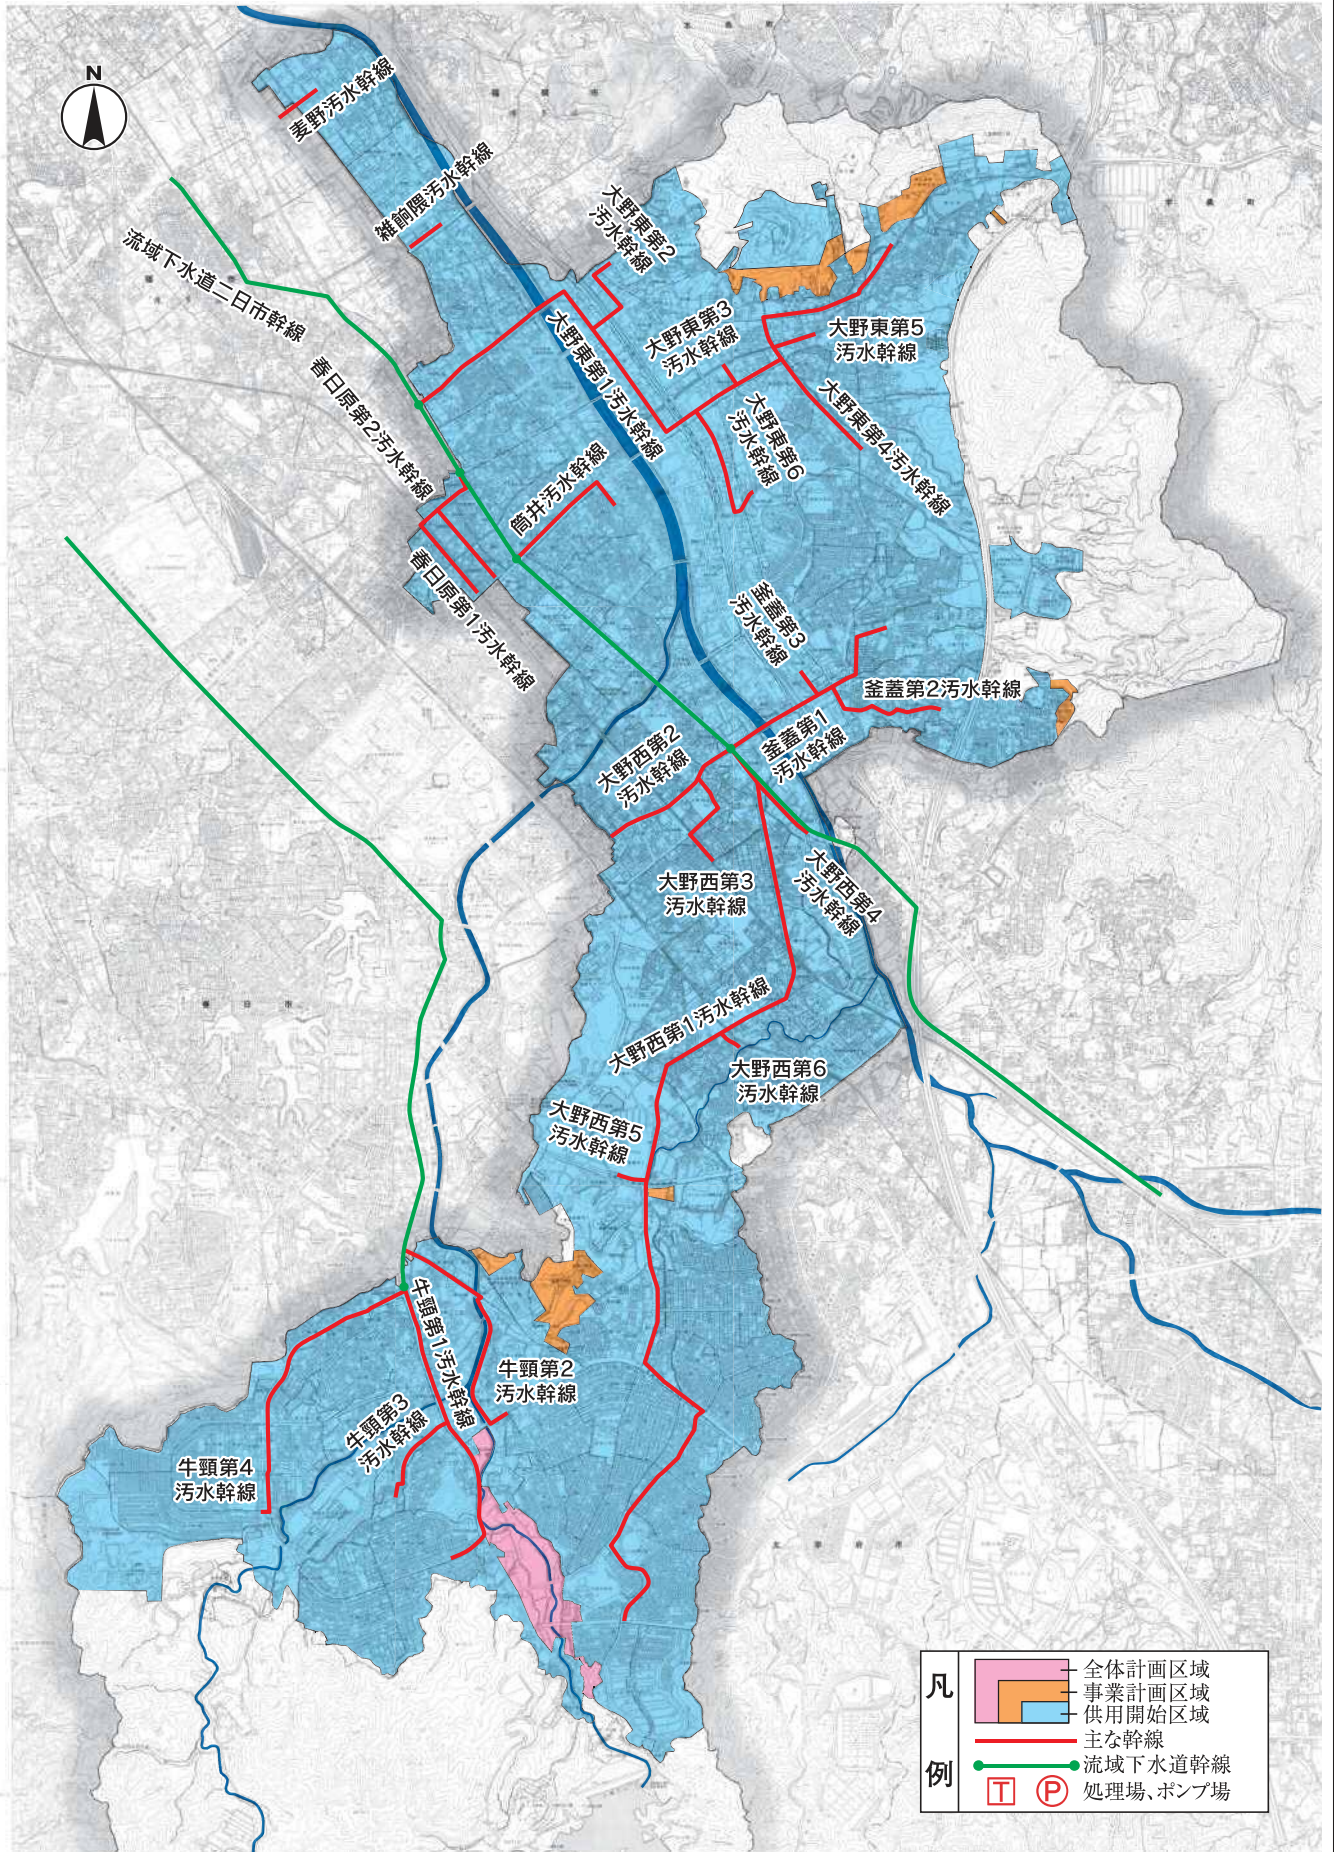 N
麦野汚水幹線
雑餉隈汚水幹線
大野東第2
汚水幹線
流域下水道二日市幹線
大野東第1汚水幹線
大野東第3
汚水幹線
大野東第5
汚水幹線
大野東第4汚水幹線
大野東第6
汚水幹線
春日原第2汚水幹線
筒井汚水幹線
春日原第1汚水幹線
釜蓋第3
汚水幹線
釜蓋第2汚水幹線
釜蓋第1
汚水幹線
大野西第2
汚水幹線
大野西第3
汚水幹線
大野西第4
汚水幹線
春日市
大野西第1汚水幹線
大野西第6
汚水幹線
大野西第5
汚水幹線
牛頸第1汚水幹線
牛頸第2
汚水幹線
牛頸第3
汚水幹線
牛頸第4
汚水幹線
太宰府市
凡例
全体計画区域
事業計画区域
供用開始区域
主な幹線
流域下水道幹線
T P 処理場、ポンプ場